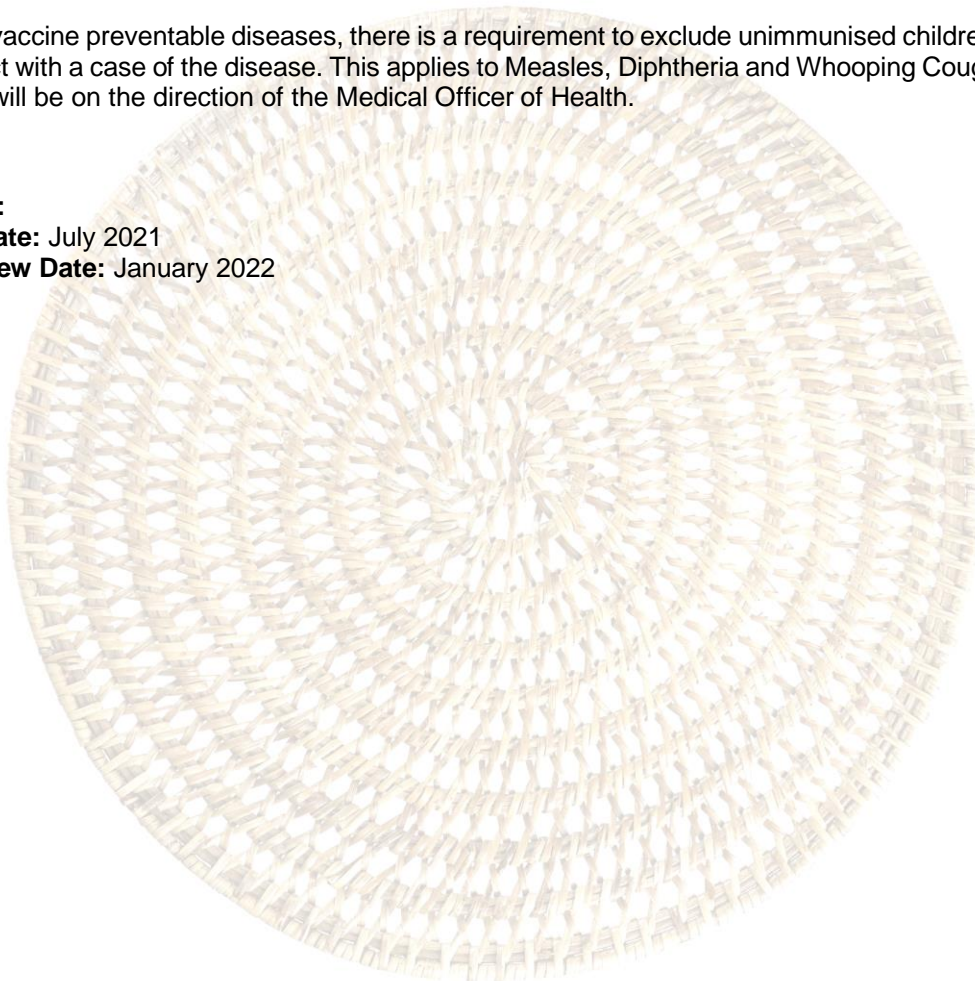 vaccine preventable diseases, there is a requirement to exclude unimmunised childre
ct with a case of the disease. This applies to Measles, Diphtheria and Whooping Coug
will be on the direction of the Medical Officer of Health.
:
ate: July 2021
ew Date: January 2022